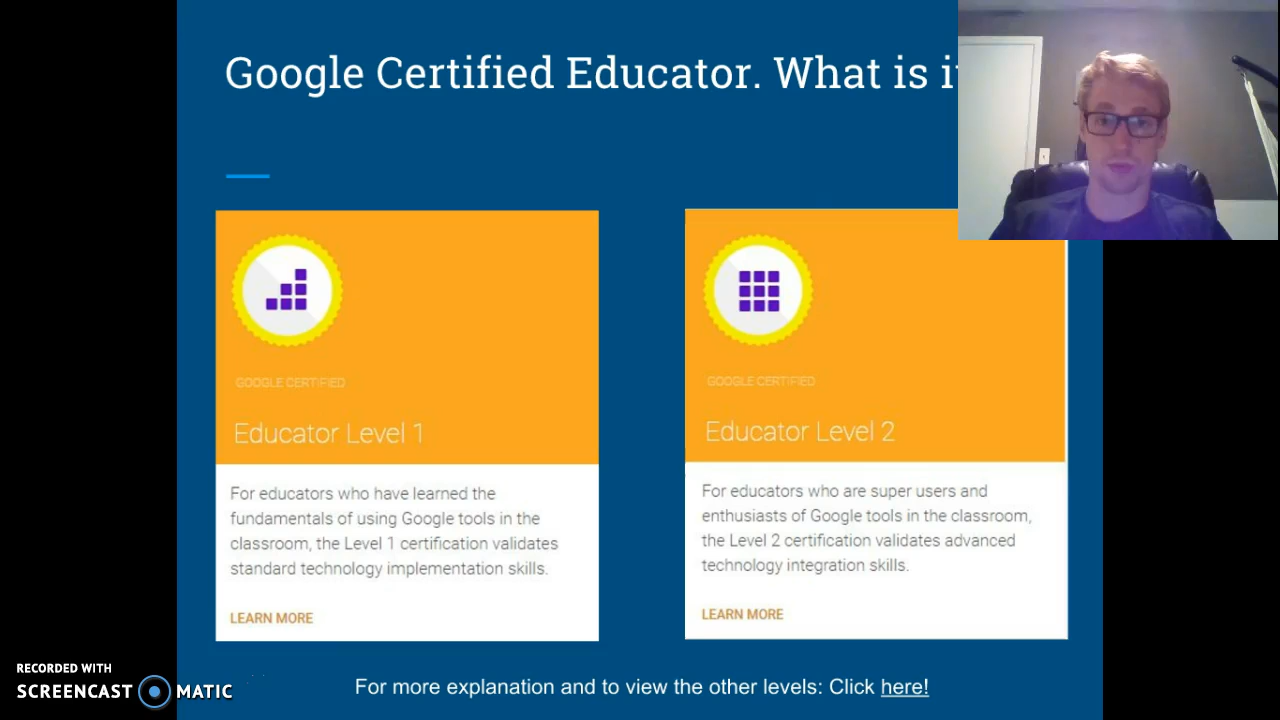 Google Certified Educator. What is i
GOOGLE CERTIFIED
Educator Level 1
For educators who have learned the
fundamentals of using Google tools in the
classroom, the Level 1 certification validates
standard technology implementation skills.
LEARN MORE
GOOGLE CERTIFIED
Educator Level 2
For educators who are super users and
enthusiasts of Google tools in the classroom,
the Level 2 certification validates advanced
technology integration skills.
LEARN MORE
For more explanation and to view the other levels: Click here!
RECORDED WITH
SCREENCAST MATIC